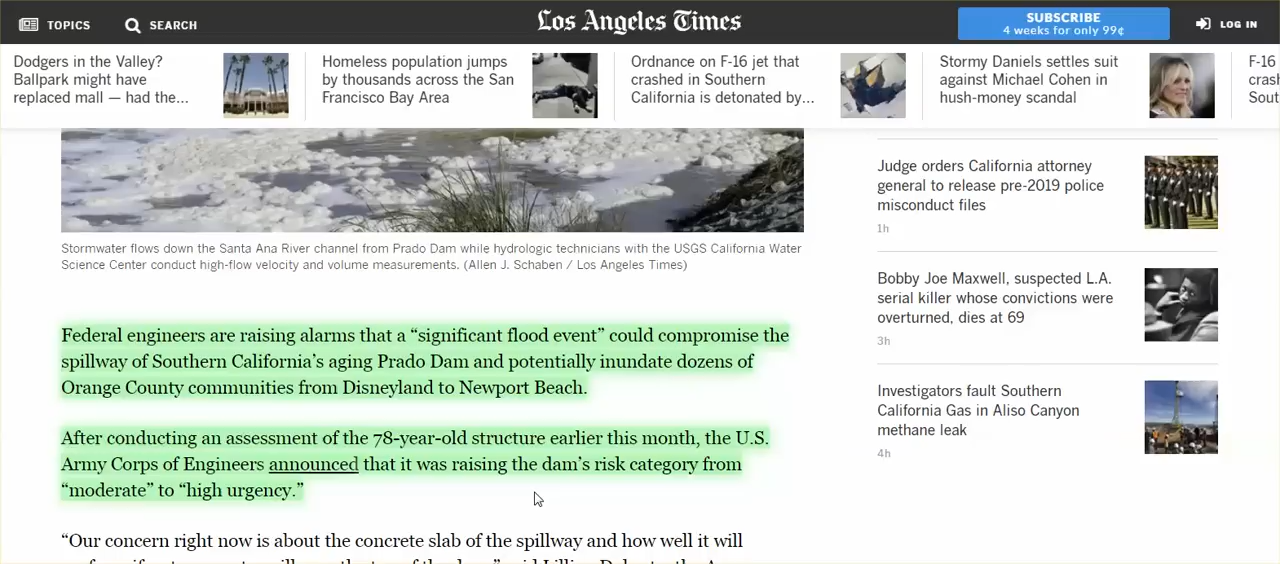 TOPICS
SEARCH
Los Angeles Times
SUBSCRIBE
4 weeks for only 99¢
LOG IN
Dodgers in the Valley?
Ballpark might have
replaced mall — had the...
Homeless population jumps
by thousands across the San
Francisco Bay Area
Ordnance on F-16 jet that
crashed in Southern
California is detonated by...
Stormy Daniels settles suit
against Michael Cohen in
hush-money scandal
F-16
cras
Sout
Stormwater flows down the Santa Ana River channel from Prado Dam while hydrologic technicians with the USGS California Water
Science Center conduct high-flow velocity and volume measurements. (Allen J. Schaben / Los Angeles Times)
Federal engineers are raising alarms that a “significant flood event” could compromise the
spillway of Southern California’s aging Prado Dam and potentially inundate dozens of
Orange County communities from Disneyland to Newport Beach.
After conducting an assessment of the 78-year-old structure earlier this month, the U.S.
Army Corps of Engineers announced that it was raising the dam’s risk category from
“moderate” to “high urgency.”
“Our concern right now is about the concrete slab of the spillway and how well it will
Judge orders California attorney
general to release pre-2019 police
misconduct files
1h
Bobby Joe Maxwell, suspected L.A.
serial killer whose convictions were
overturned, dies at 69
3h
Investigators fault Southern
California Gas in Aliso Canyon
methane leak
4h